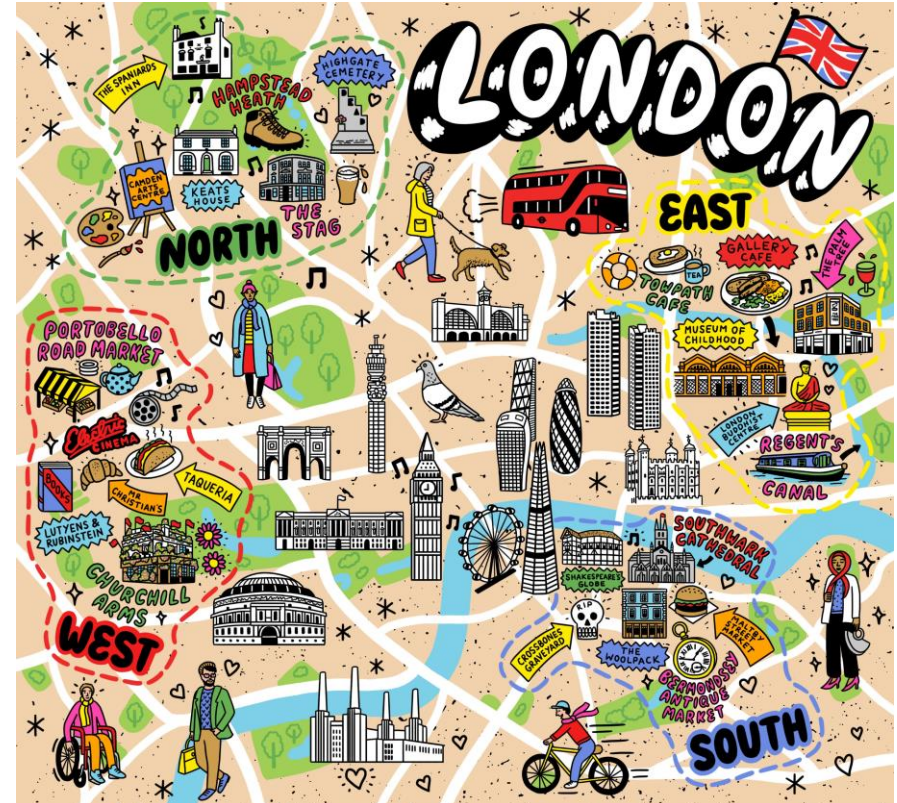 LONDON
THE SPANIARDS
INN
HAMPSTEAD
HEATH
HIGHGATE
CEMETERY
CAMDEN
ARTS
CENTRE
KEATS
HOUSE
THE
STAG
NORTH
EAST
TOWPATH
CAFE
TEA
GALLERY
CAFE
THE PALM
TREE
MUSEUM OF
CHILDHOOD
LONDON
BUDDHIST
CENTRE
REGENT'S
CANAL
PORTOBELLO
ROAD MARKET
Electric
CINEMA
BOOKS
MR
CHRISTIAN'S
TAQUERIA
LUTYENS &
RUBINSTEIN
CHURCHILL
ARMS
WEST
SOUTHWARK
CATHEDRAL
SHAKESPEARE'S
GLOBE
R.I.P
CROSSBONES
GRAVEYARD
THE
WOOLPACK
MALTBY
STREET
MARKET
BERMONDSEY
ANTIQUE
MARKET
SOUTH